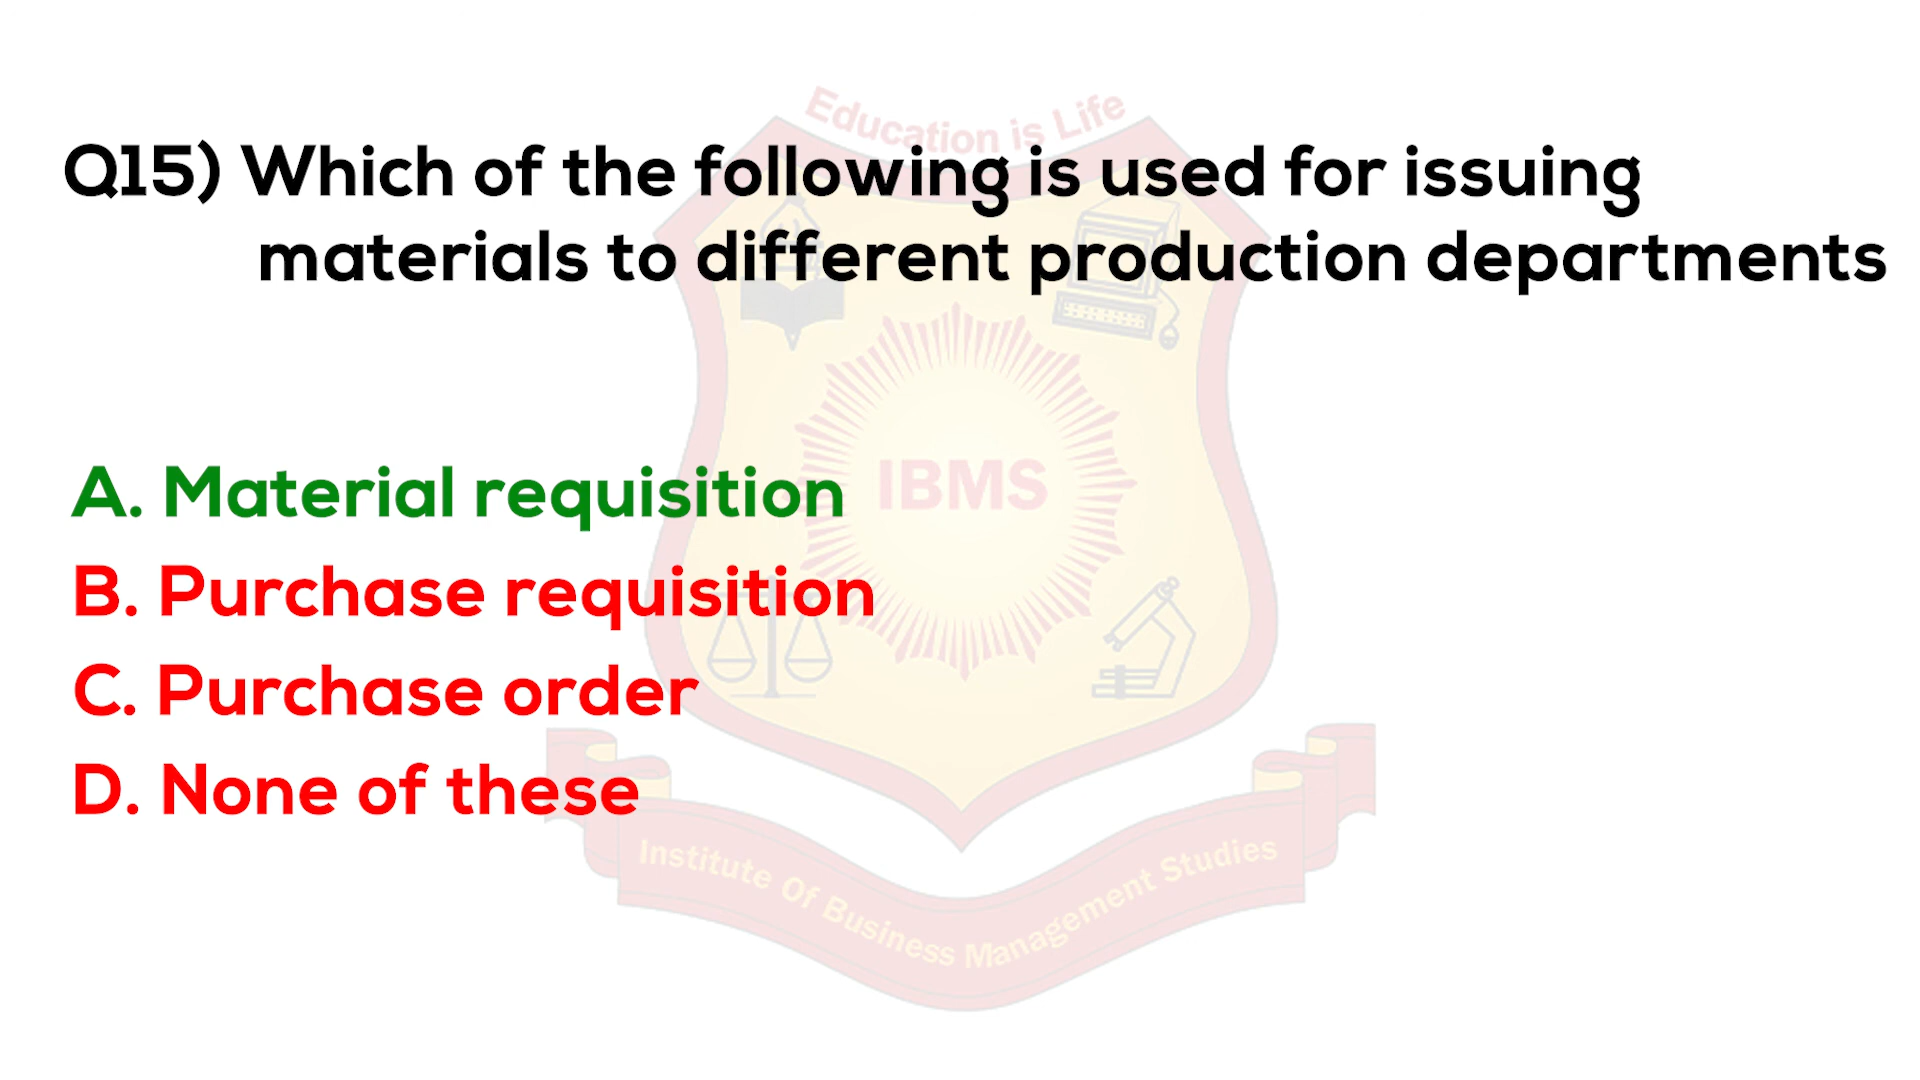 Education is Life
Q15) Which of the following is used for issuing
materials to different production departments
IBMS
A. Material requisition
B. Purchase requisition
C. Purchase order
D. None of these
Institute Of Business Management Studies